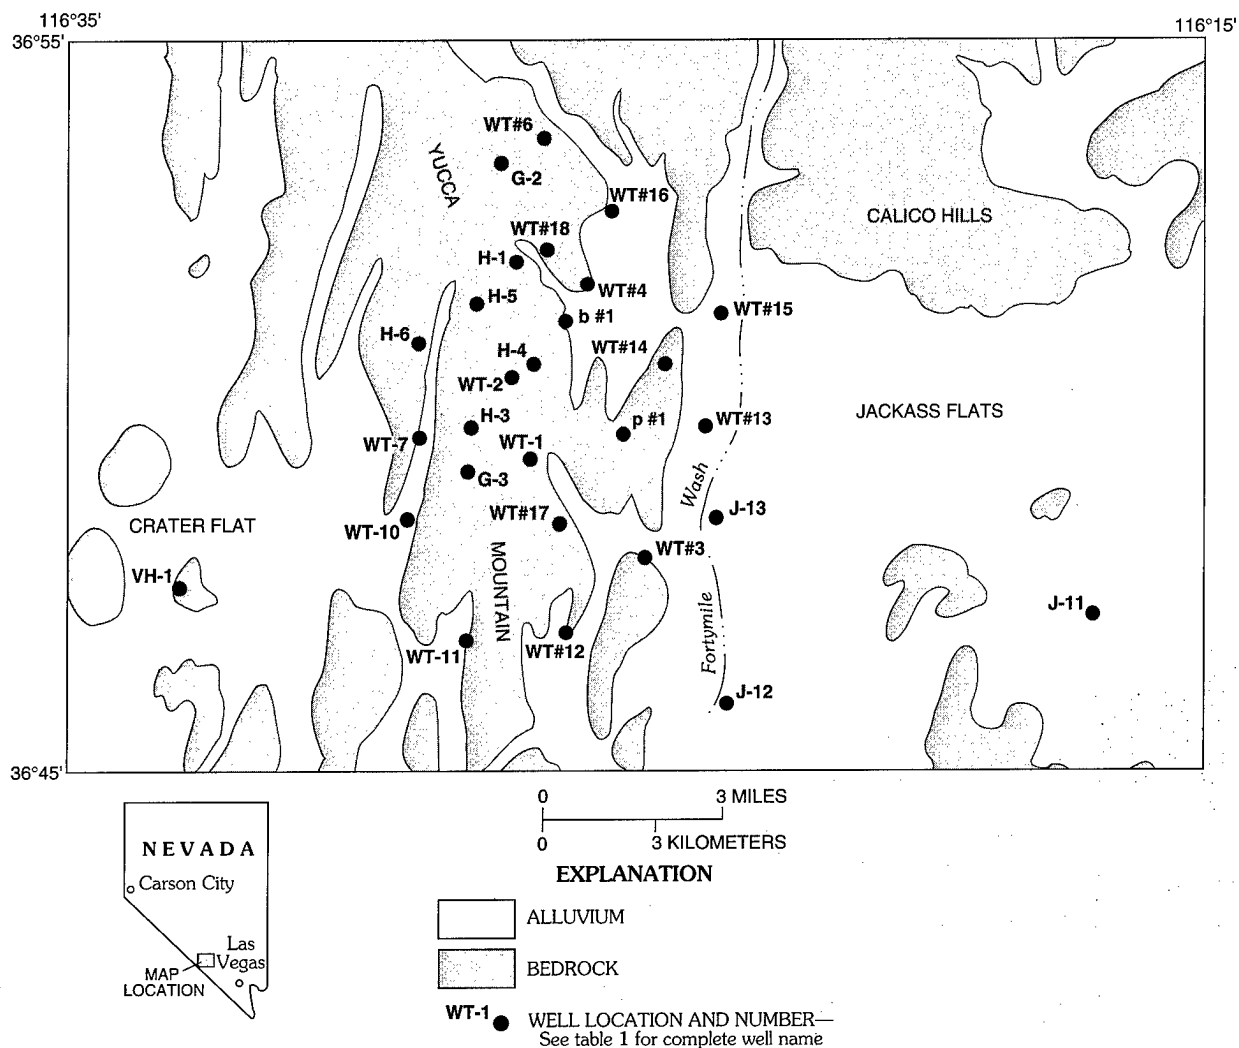 116°35'
116°15'
36°55'
WT#6
G-2
YUCCA
WT#16
CALICO HILLS
WT#18
H-1
WT#4
H-5
b #1
WT#15
H-6
H-4
WT#14
WT-2
JACKASS FLATS
H-3
p #1
WT#13
WT-7
WT-1
G-3
Wash
J-13
WT#17
CRATER FLAT
WT-10
WT#3
MOUNTAIN
VH-1
J-11
Fortymile
WT-11
WT#12
J-12
36°45'
0 3 MILES
0 3 KILOMETERS
NEVADA
Carson City
Las
Vegas
MAP
LOCATION
EXPLANATION
ALLUVIUM
BEDROCK
WT-1 WELL LOCATION AND NUMBER—
See table 1 for complete well name